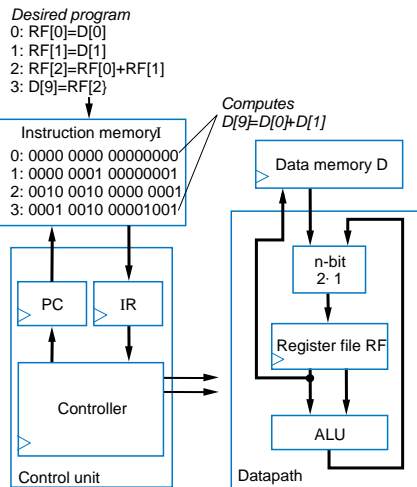 Desired program
0: RF[0]=D[0]
1: RF[1]=D[1]
2: RF[2]=RF[0]+RF[1]
3: D[9]=RF[2}
Computes
D[9]=D[0]+D[1]
Instruction memory I
0: 0000 0000 00000000
1: 0000 0001 00000001
2: 0010 0010 0000 0001
3: 0001 0010 00001001
Data memory D
n-bit
2· 1
PC
IR
Register file RF
Controller
ALU
Control unit
Datapath